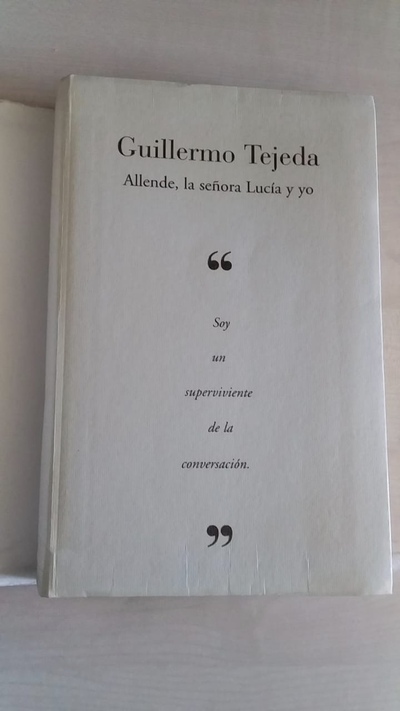 Guillermo Tejeda
Allende, la señora Lucía y yo
“
Soy
un
superviviente
de la
conversación.
”